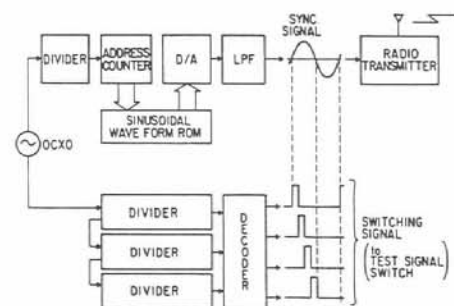 SYNC
SIGNAL
DIVIDER
ADDRESS
COUNTER
D/A
LPF
RADIO
TRANSMITTER
SINUSOIDAL
WAVE FORM ROM
OCXO
DIVIDER
DIVIDER
DIVIDER
DECODER
SWITCHING
SIGNAL
(to
TEST SIGNAL
SWITCH)